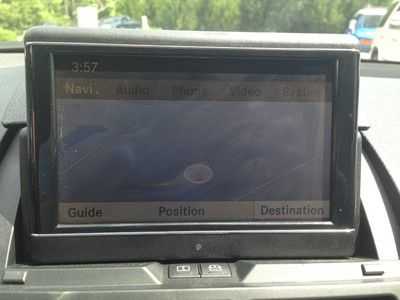 3:57
Navi. Audio Phone Video System
Guide Position Destination